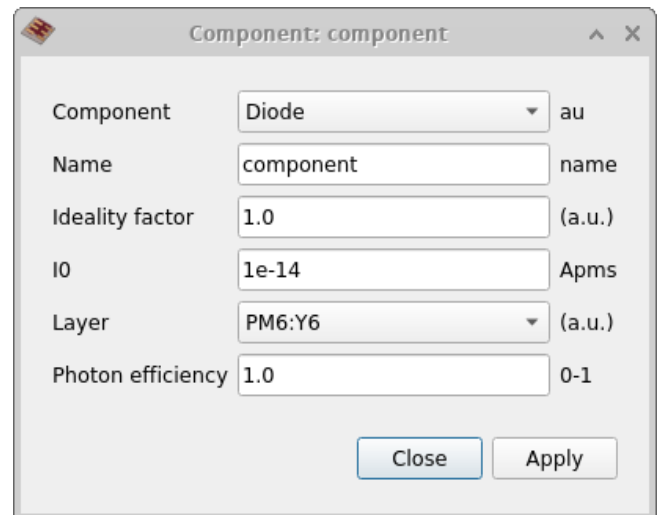 Component: component
Component Diode au
Name component name
Ideality factor 1.0 (a.u.)
I0 1e-14 Apms
Layer PM6:Y6 (a.u.)
Photon efficiency 1.0 0-1
Close Apply